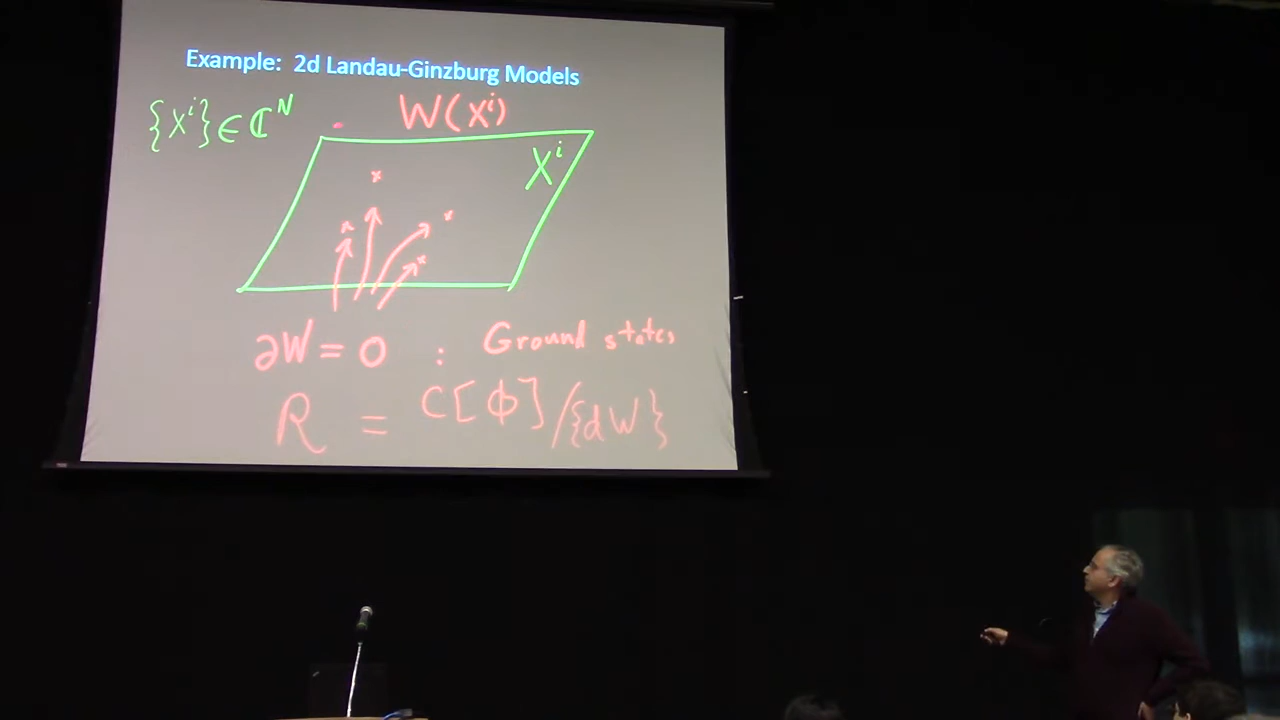 Example: 2d Landau-Ginzburg Models
{X^i} ∈ ℂ^N
W(X^i)
X^i
∂W = 0 : Ground states
R = C[Φ]/{dW}